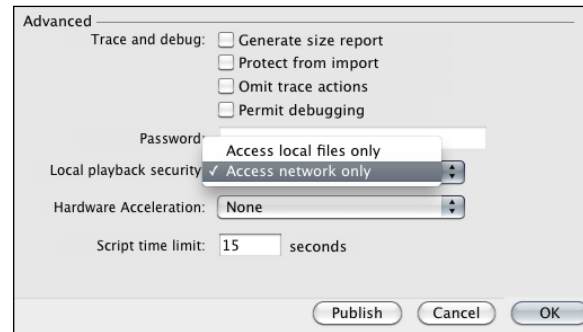 Advanced
Trace and debug: Generate size report
Protect from import
Omit trace actions
Permit debugging
Password:
Access local files only
Local playback security ✓ Access network only
Hardware Acceleration: None
Script time limit: 15 seconds
Publish Cancel OK